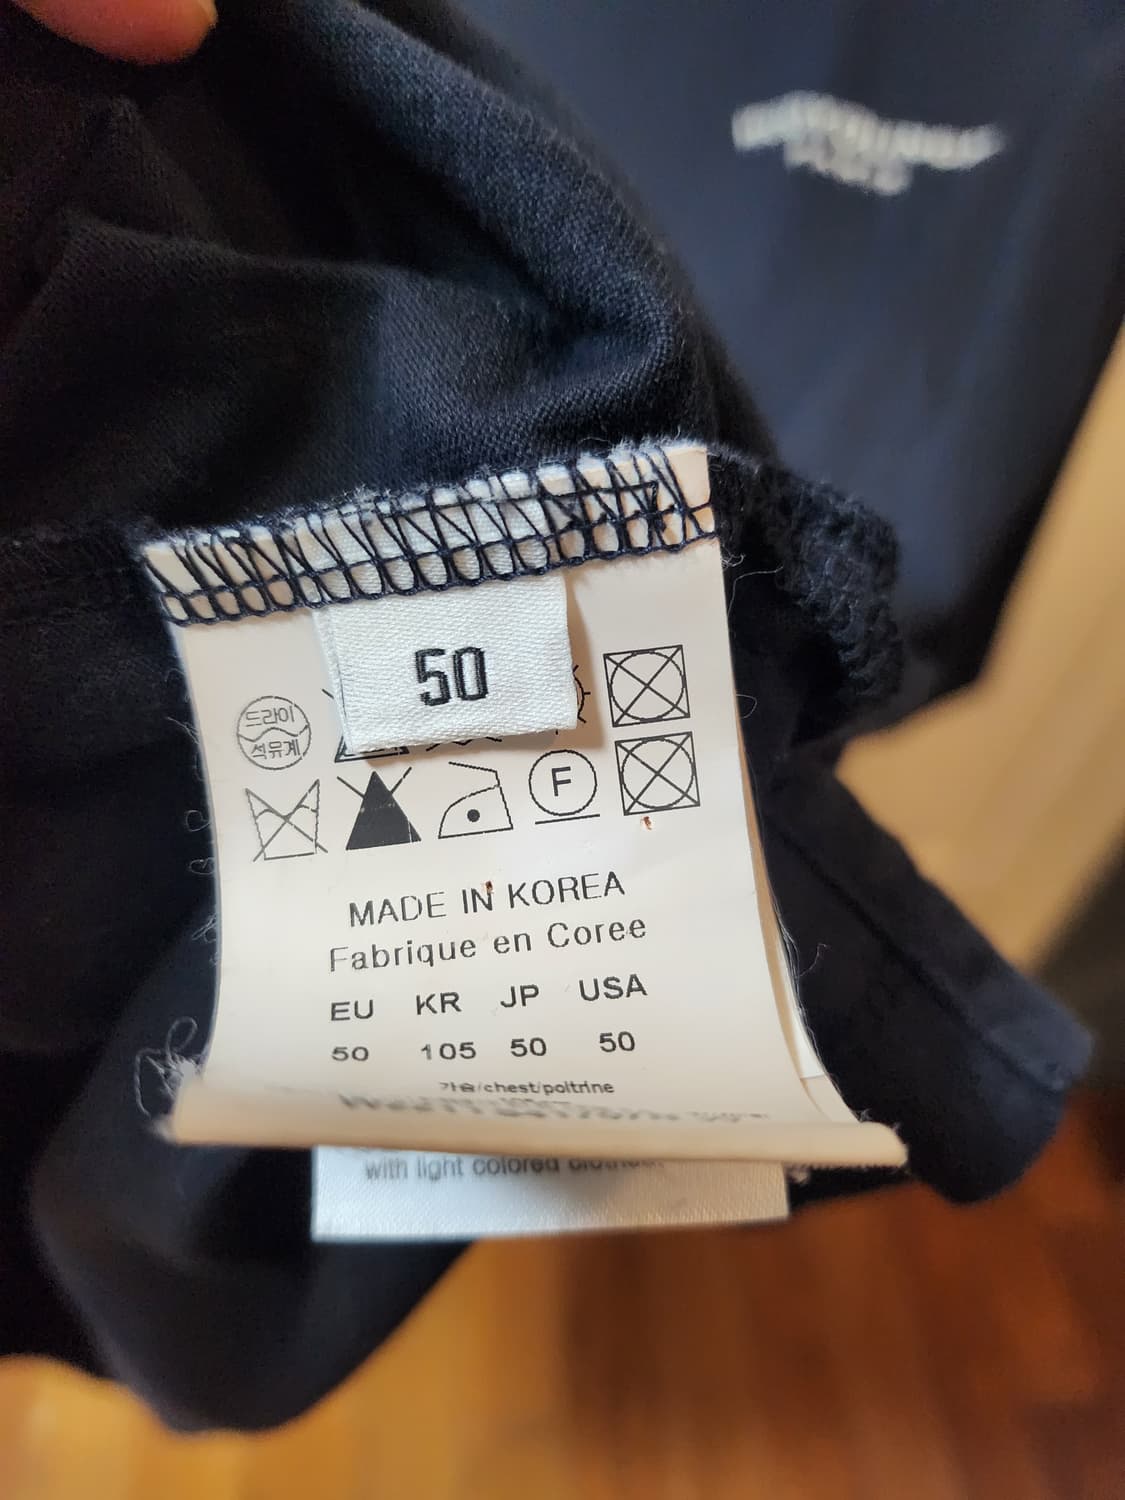 50
드라이
석유계
F
MADE IN KOREA
Fabrique en Coree
EU KR JP USA
50 105 50 50
가슴/chest/poitrine
with light colored